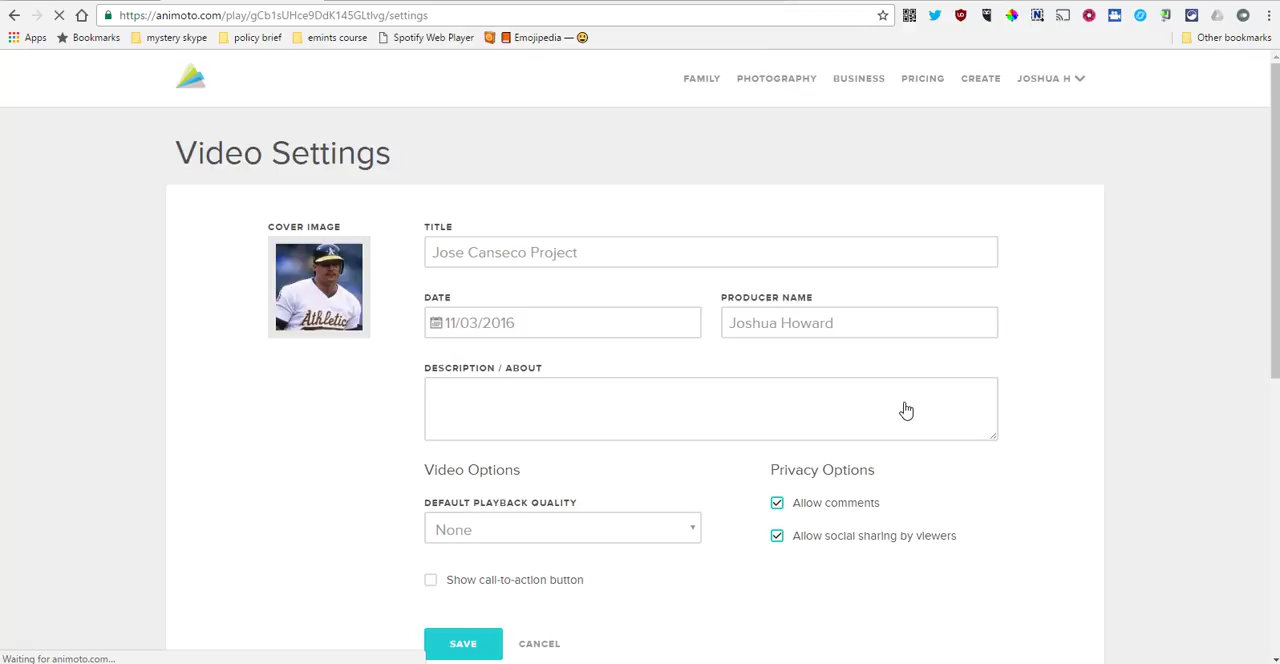 https://animoto.com/play/gCb1sUHce9DdK145GLtlvg/settings
Apps Bookmarks mystery skype policy brief emints course Spotify Web Player Emojipedia — Other bookmarks
FAMILY PHOTOGRAPHY BUSINESS PRICING CREATE JOSHUA H
Video Settings
COVER IMAGE
Athletic
TITLE
Jose Canseco Project
DATE PRODUCER NAME
11/03/2016 Joshua Howard
DESCRIPTION / ABOUT
Video Options Privacy Options
DEFAULT PLAYBACK QUALITY Allow comments
None Allow social sharing by viewers
Show call-to-action button
SAVE CANCEL
Waiting for animoto.com...